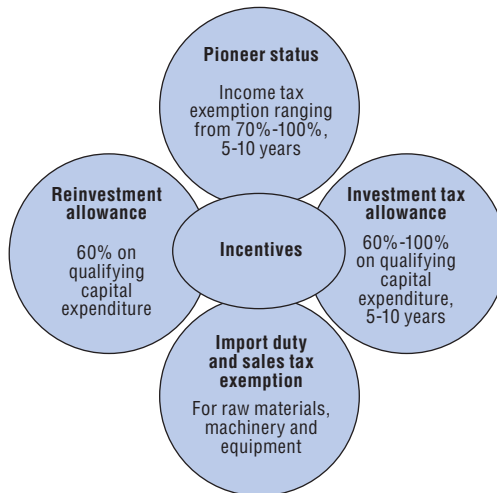 Pioneer status
Income tax
exemption ranging
from 70%-100%,
5-10 years
Reinvestment
allowance
60% on
qualifying
capital
expenditure
Incentives
Investment tax
allowance
60%-100%
on qualifying
capital
expenditure,
5-10 years
Import duty
and sales tax
exemption
For raw materials,
machinery and
equipment